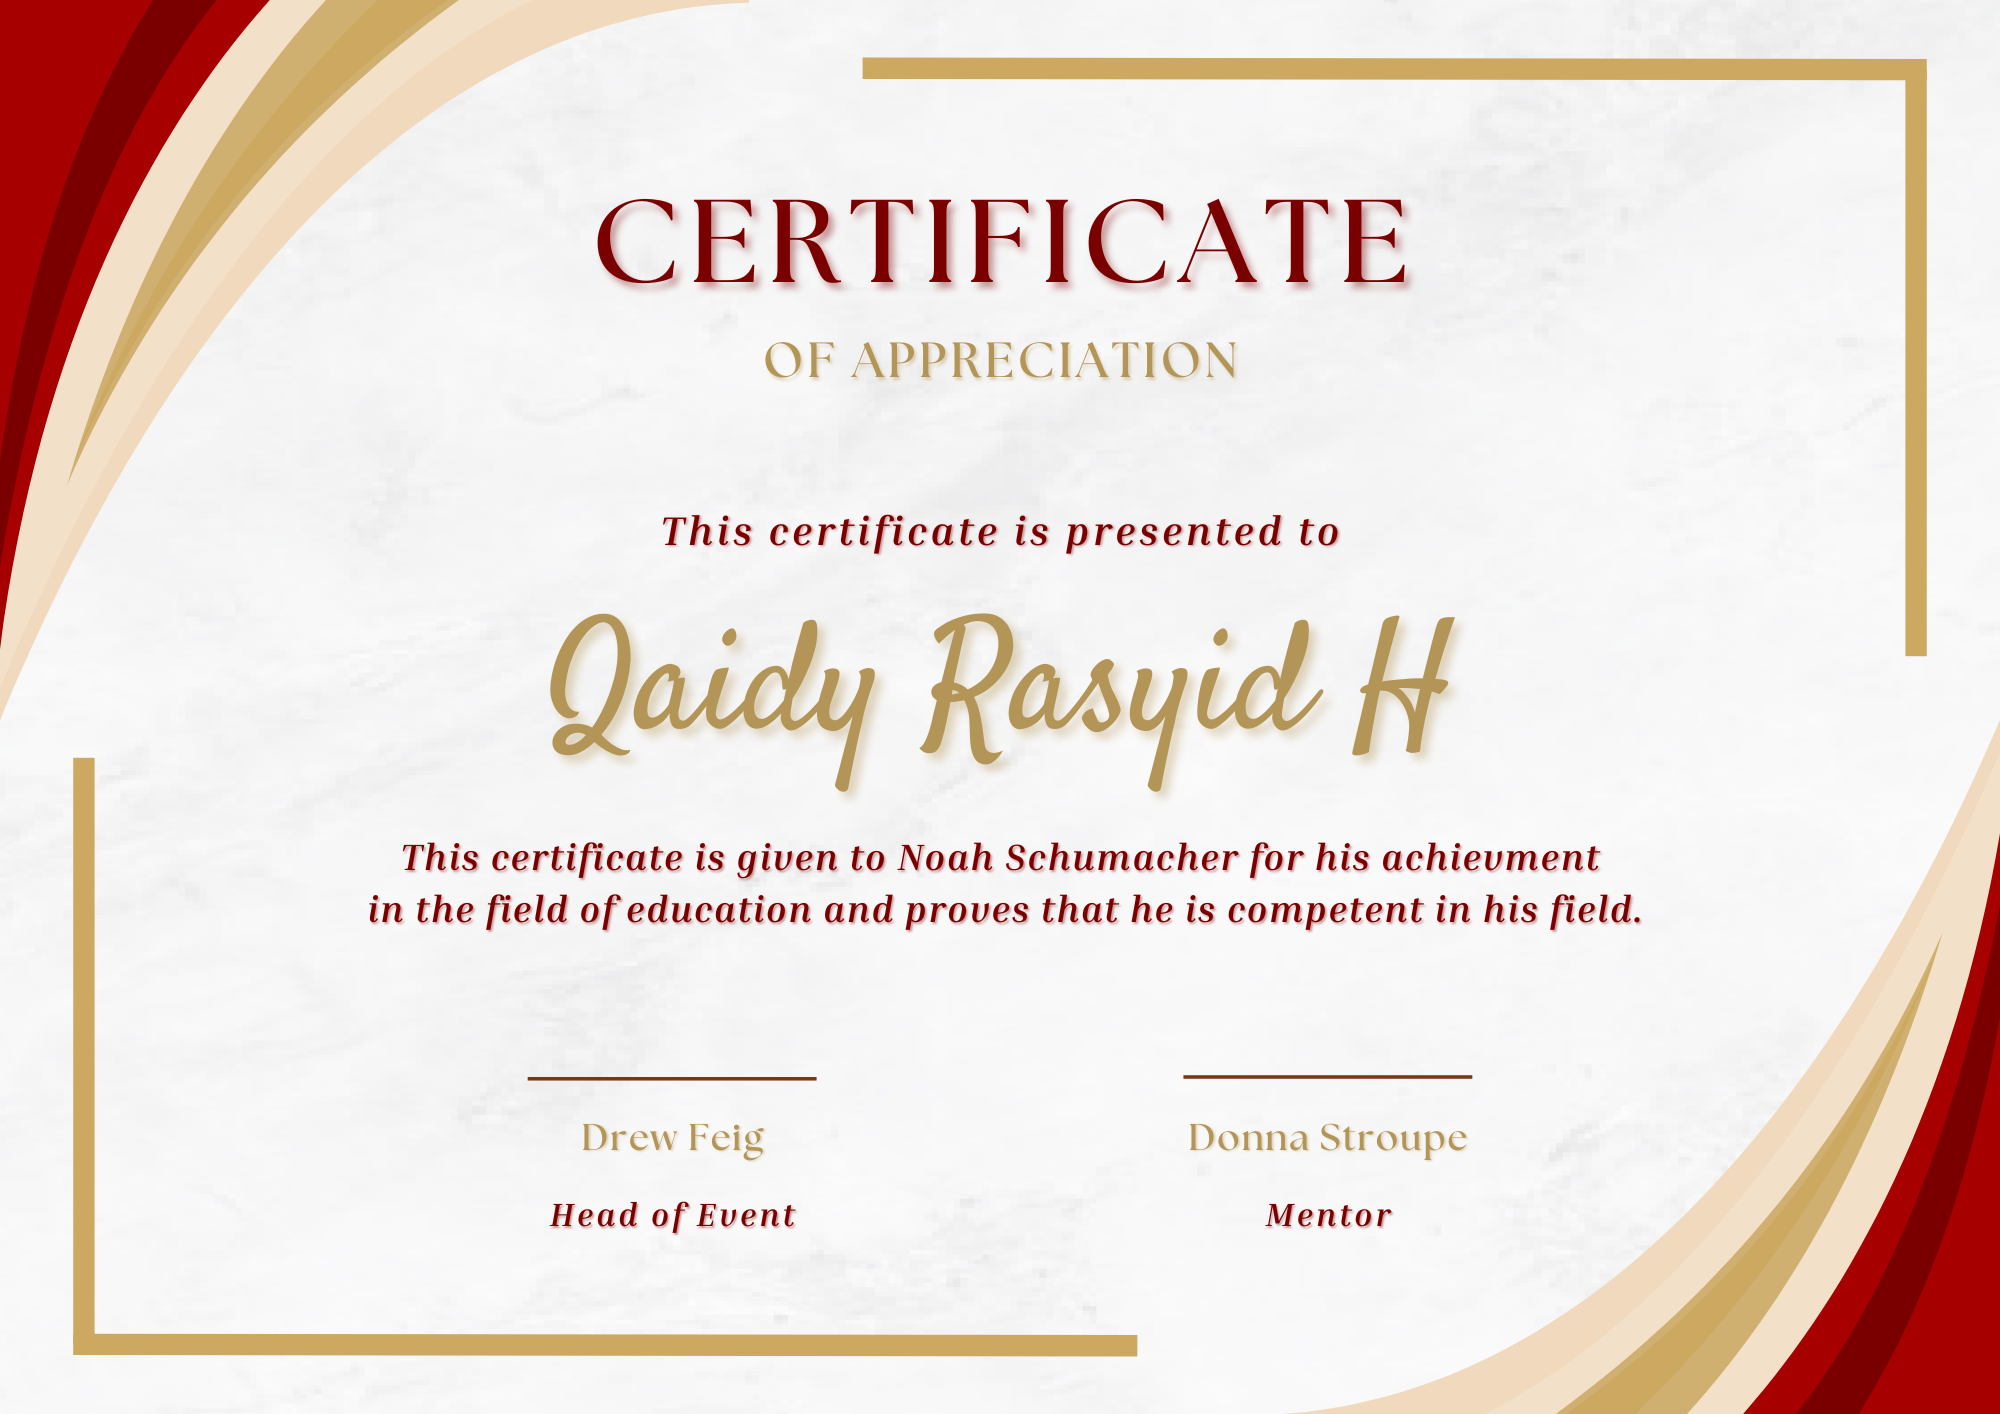 CERTIFICATE
OF APPRECIATION
This certificate is presented to
Qaidy Rasyid H
This certificate is given to Noah Schumacher for his achievment
in the field of education and proves that he is competent in his field.
Drew Feig
Donna Stroupe
Head of Event
Mentor